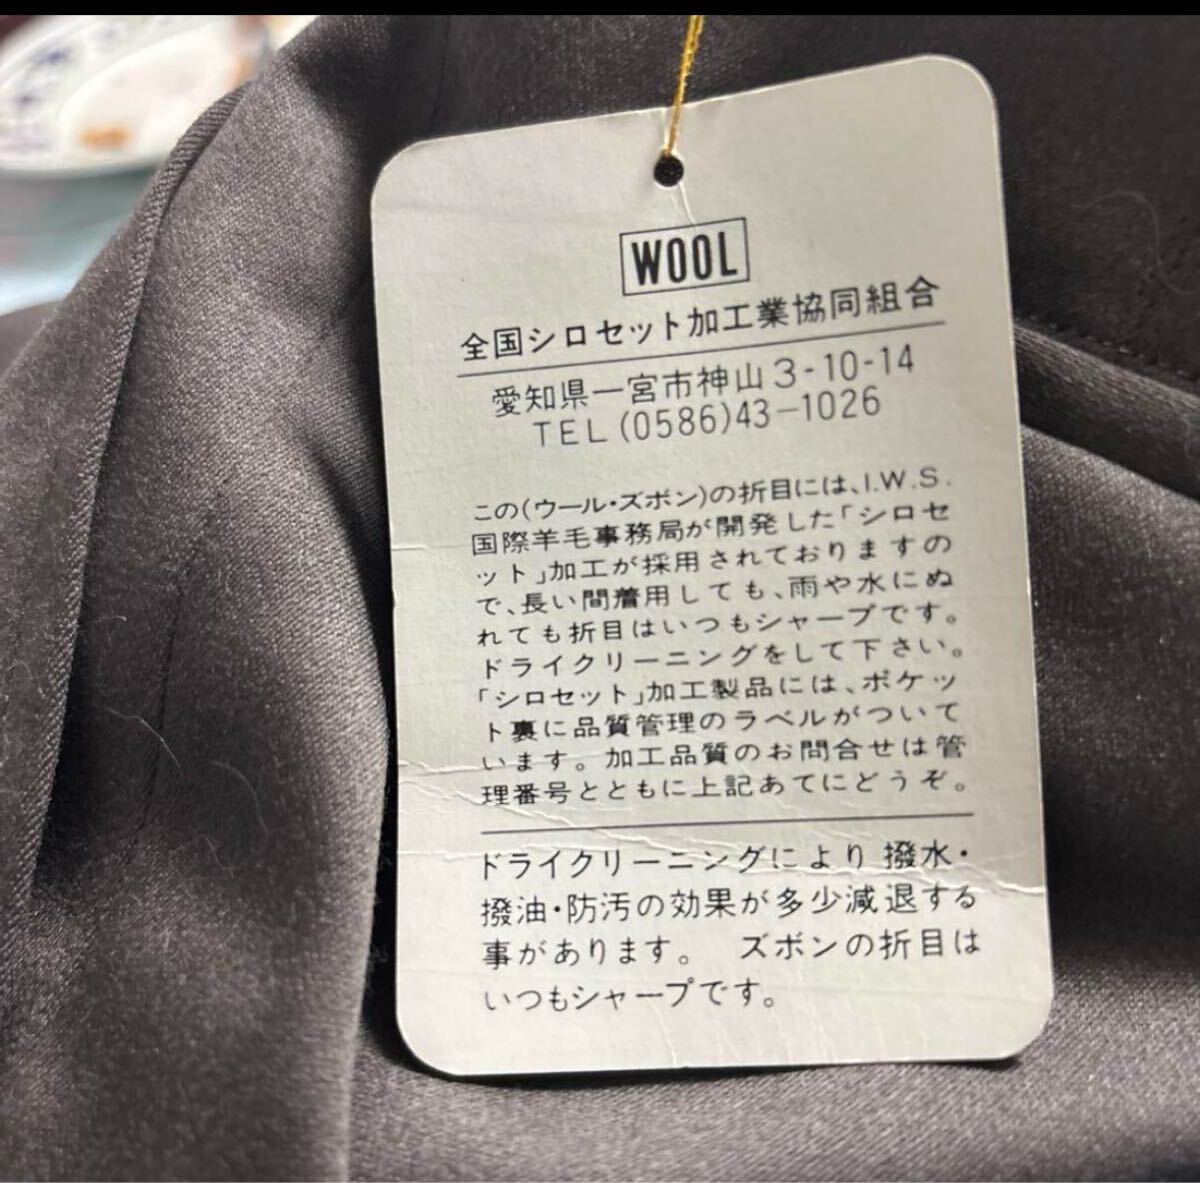 WOOL
全国シロセット加工業協同組合
愛知県一宮市神山3-10-14
TEL(0586)43-1026
この(ウール・ズボン)の折目には、I.W.S.
国際羊毛事務局が開発した「シロセ
ット」加工が採用されておりますの
で、長い間着用しても、雨や水にぬ
れても折目はいつもシャープです。
ドライクリーニングをして下さい。
「シロセット」加工製品には、ポケッ
ト裏に品質管理のラベルがついて
います。加工品質のお問合せは管
理番号とともに上記あてにどうぞ。
ドライクリーニングにより 撥水・
撥油・防汚の効果が多少減退する
事があります。 ズボンの折目は
いつもシャープです。